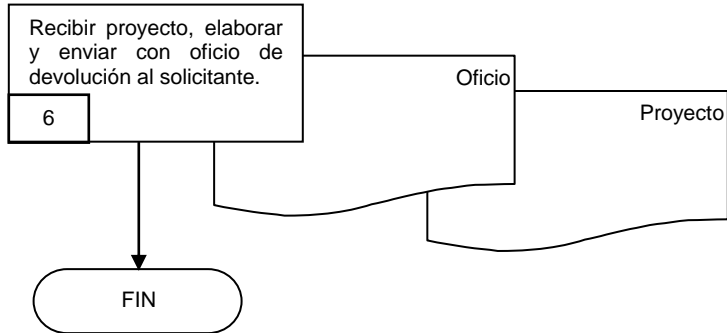 Recibir proyecto, elaborar
y enviar con oficio de
devolución al solicitante.
6
Oficio
Proyecto
FIN